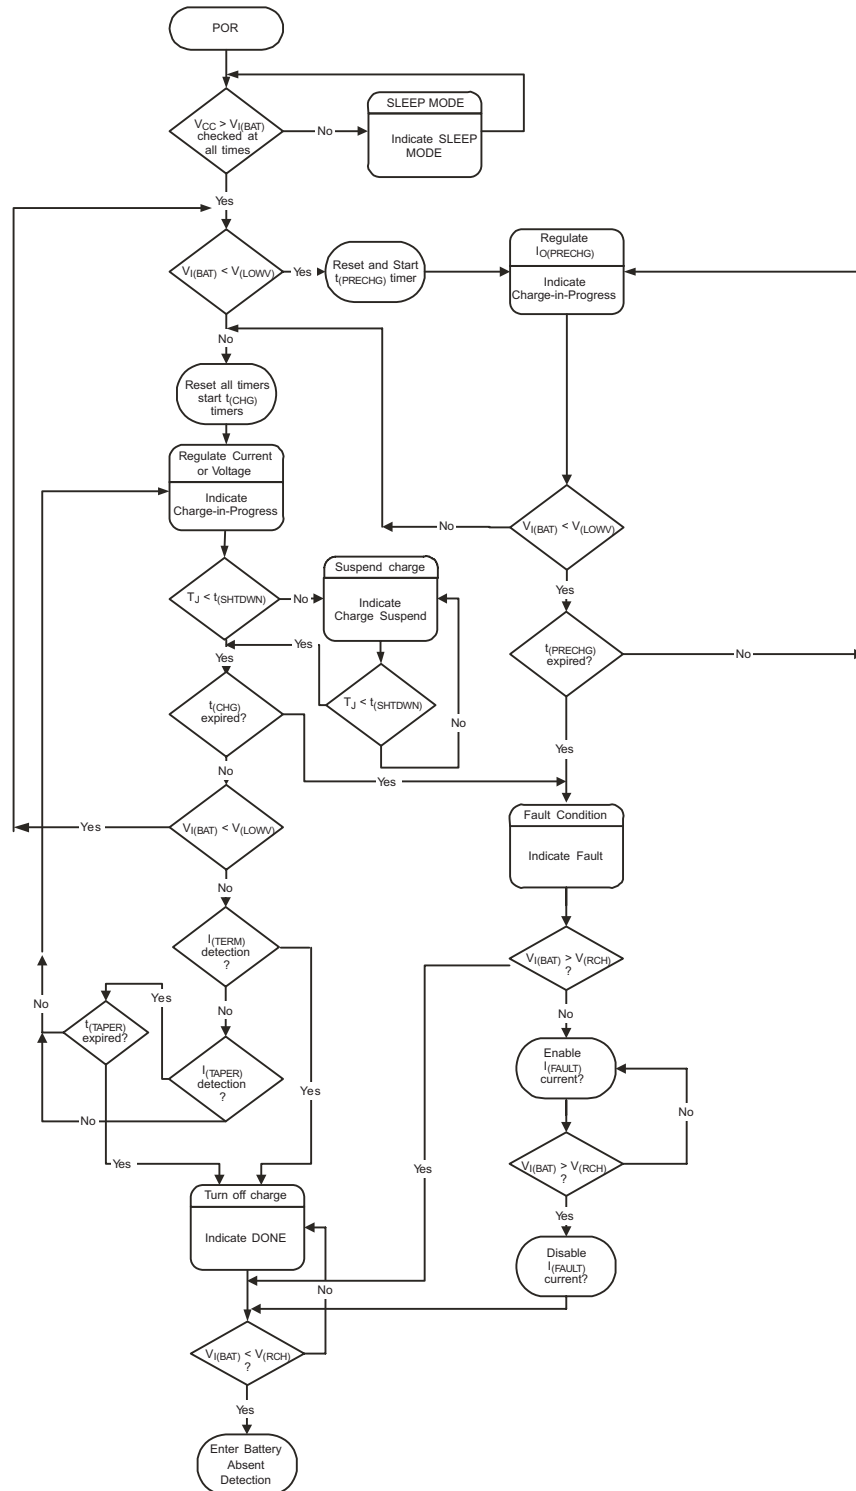 POR
VCC > VI(BAT)
checked at
all times
No
SLEEP MODE
Indicate SLEEP
MODE
Yes
VI(BAT) < V(LOWV)
Yes
Reset and Start
t(PRECHG) timer
Regulate
IO(PRECHG)
Indicate
Charge-in-Progress
No
Reset all timers
start t(CHG)
timers
Regulate Current
or Voltage
Indicate
Charge-in-Progress
No
VI(BAT) < V(LOWV)
Yes
TJ < t(SHTDWN)
No
Suspend charge
Indicate
Charge Suspend
Yes
Yes
TJ < t(SHTDWN)
No
t(PRECHG)
expired?
No
Yes
t(CHG)
expired?
Yes
No
VI(BAT) < V(LOWV)
Yes
No
Fault Condition
Indicate Fault
I(TERM)
detection
?
No
Yes
VI(BAT) > V(RCH)
?
No
Yes
t(TAPER)
expired?
No
Yes
I(TAPER)
detection
?
No
Yes
Enable
I(FAULT)
current?
No
VI(BAT) > V(RCH)
?
Yes
Disable
I(FAULT)
current?
Turn off charge
Indicate DONE
No
VI(BAT) < V(RCH)
?
Yes
Enter Battery
Absent
Detection